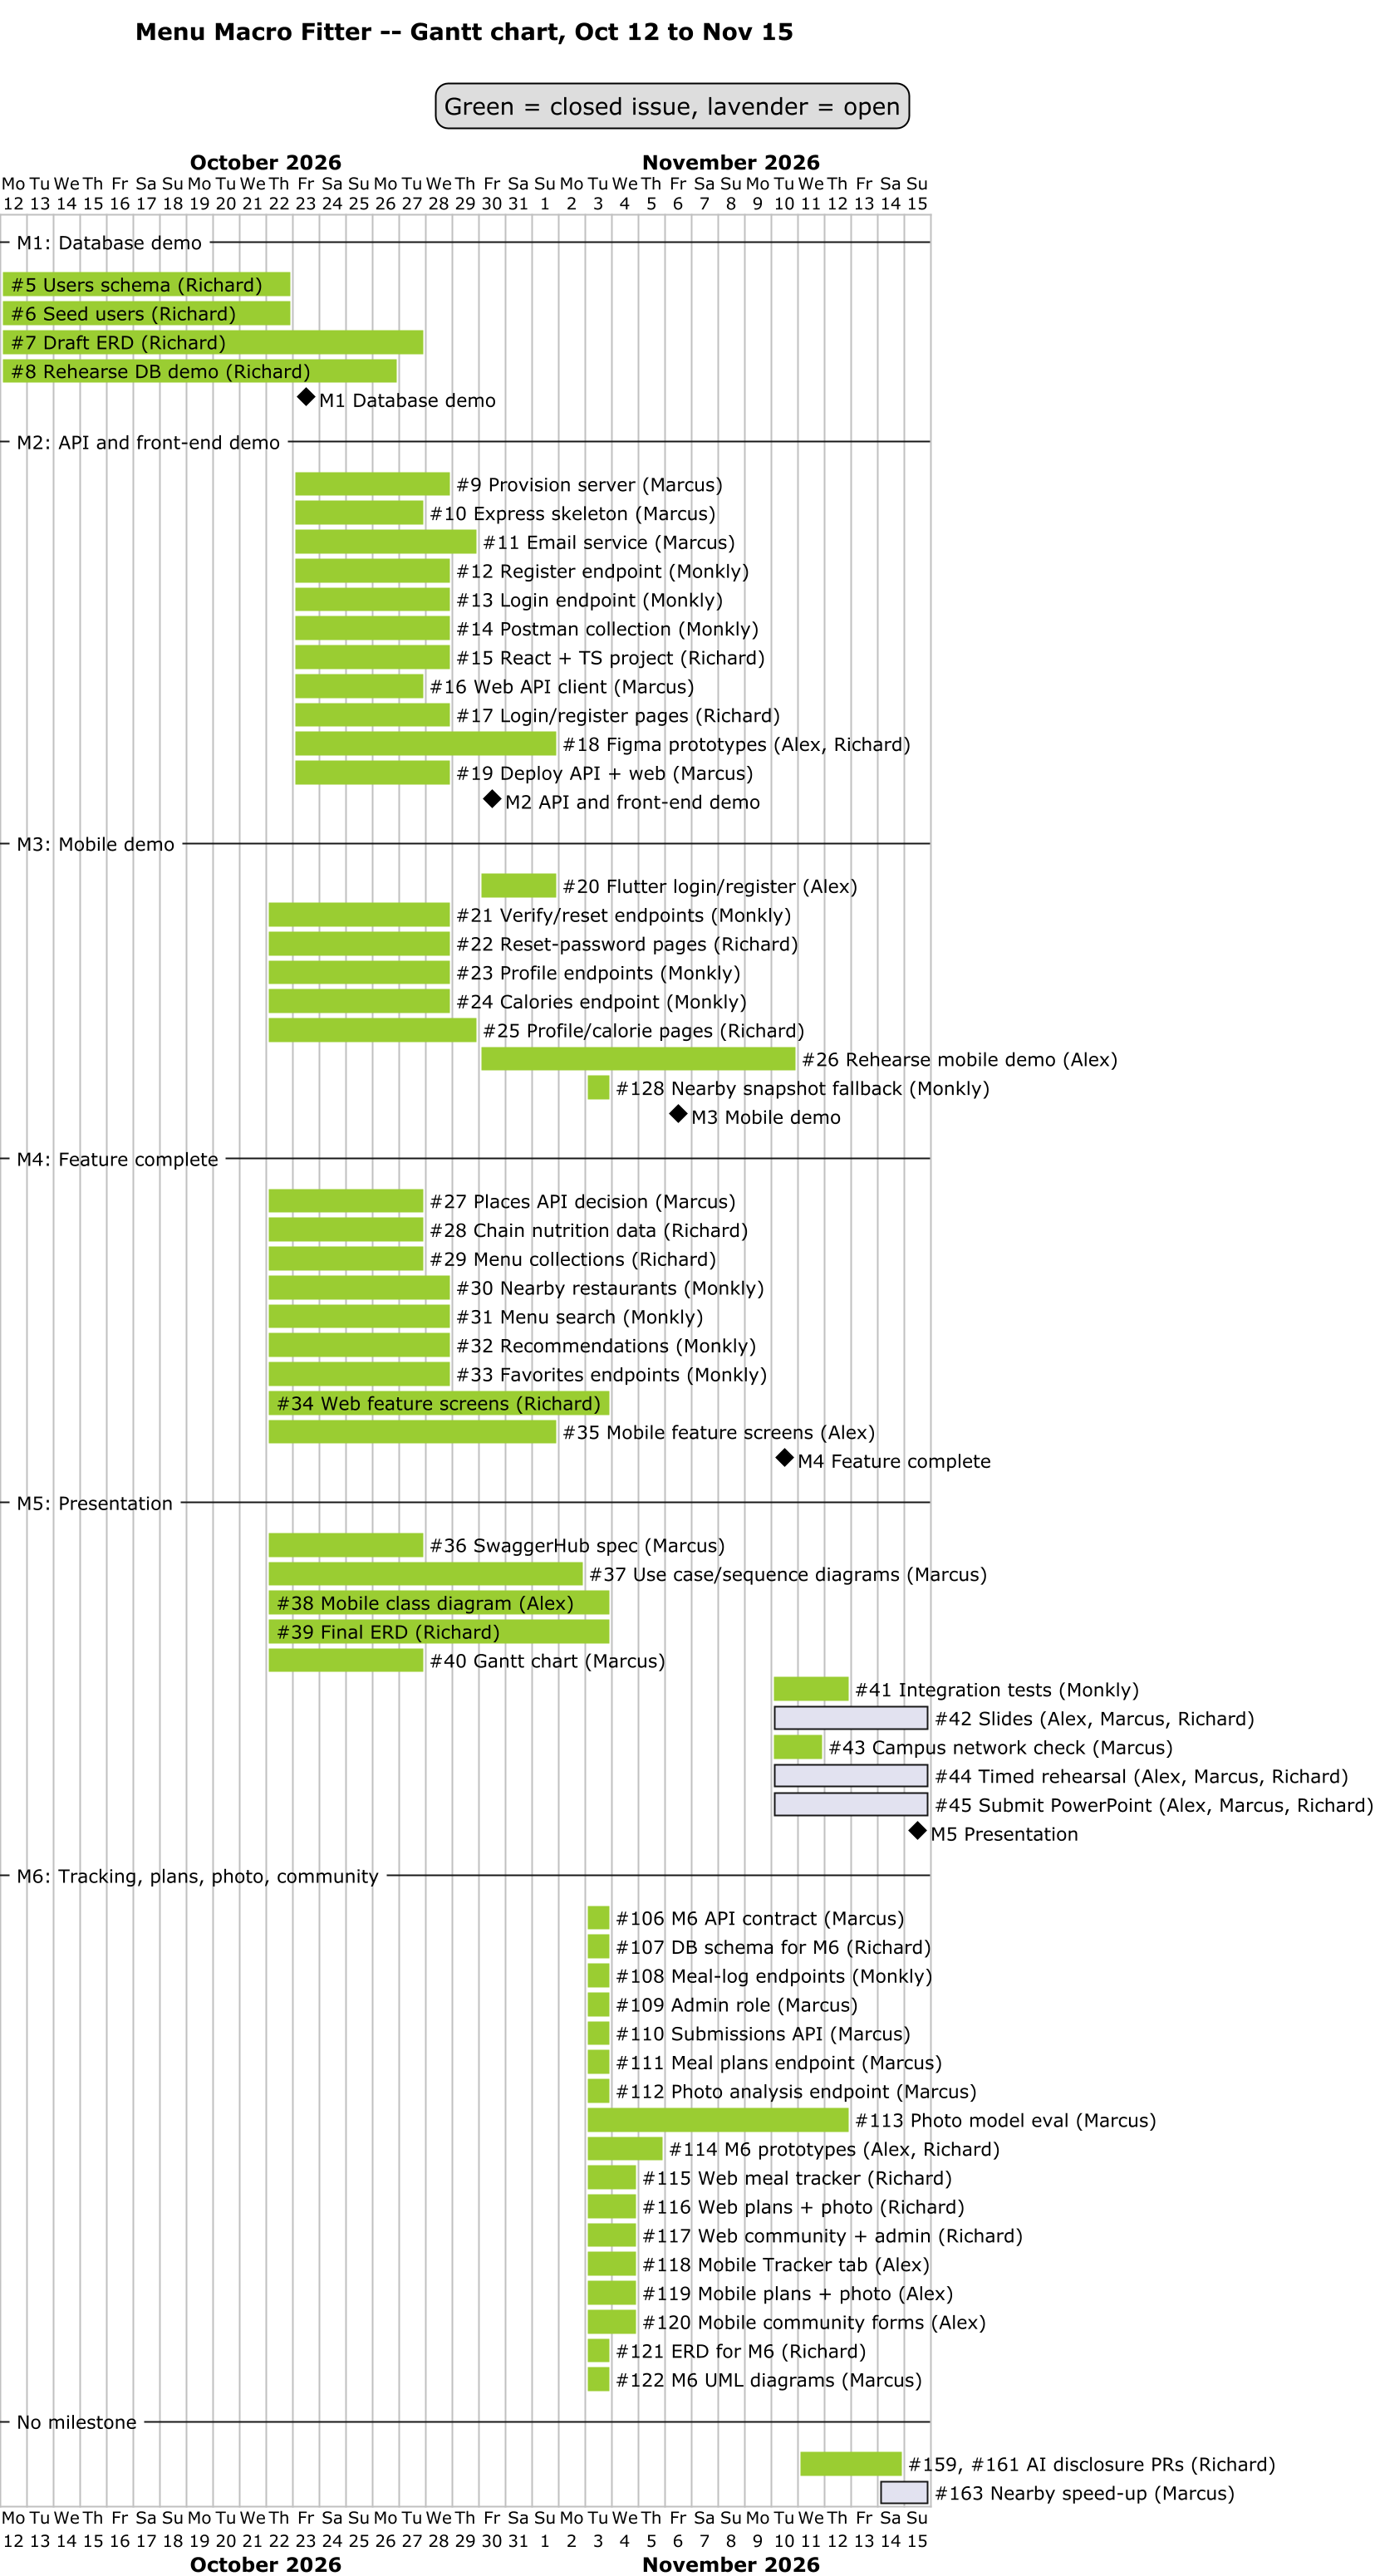 Menu Macro Fitter -- Gantt chart, Oct 12 to Nov 15
Green = closed issue, lavender = open
October 2026 November 2026
Mo Tu We Th Fr Sa Su Mo Tu We Th Fr Sa Su Mo Tu We Th Fr Sa Su Mo Tu We Th Fr Sa Su Mo Tu We Th Fr Sa Su
12 13 14 15 16 17 18 19 20 21 22 23 24 25 26 27 28 29 30 31 1 2 3 4 5 6 7 8 9 10 11 12 13 14 15
M1: Database demo
#5 Users schema (Richard)
#6 Seed users (Richard)
#7 Draft ERD (Richard)
#8 Rehearse DB demo (Richard)
M1 Database demo
M2: API and front-end demo
#9 Provision server (Marcus)
#10 Express skeleton (Marcus)
#11 Email service (Marcus)
#12 Register endpoint (Monkly)
#13 Login endpoint (Monkly)
#14 Postman collection (Monkly)
#15 React + TS project (Richard)
#16 Web API client (Marcus)
#17 Login/register pages (Richard)
#18 Figma prototypes (Alex, Richard)
#19 Deploy API + web (Marcus)
M2 API and front-end demo
M3: Mobile demo
#20 Flutter login/register (Alex)
#21 Verify/reset endpoints (Monkly)
#22 Reset-password pages (Richard)
#23 Profile endpoints (Monkly)
#24 Calories endpoint (Monkly)
#25 Profile/calorie pages (Richard)
#26 Rehearse mobile demo (Alex)
#128 Nearby snapshot fallback (Monkly)
M3 Mobile demo
M4: Feature complete
#27 Places API decision (Marcus)
#28 Chain nutrition data (Richard)
#29 Menu collections (Richard)
#30 Nearby restaurants (Monkly)
#31 Menu search (Monkly)
#32 Recommendations (Monkly)
#33 Favorites endpoints (Monkly)
#34 Web feature screens (Richard)
#35 Mobile feature screens (Alex)
M4 Feature complete
M5: Presentation
#36 SwaggerHub spec (Marcus)
#37 Use case/sequence diagrams (Marcus)
#38 Mobile class diagram (Alex)
#39 Final ERD (Richard)
#40 Gantt chart (Marcus)
#41 Integration tests (Monkly)
#42 Slides (Alex, Marcus, Richard)
#43 Campus network check (Marcus)
#44 Timed rehearsal (Alex, Marcus, Richard)
#45 Submit PowerPoint (Alex, Marcus, Richard)
M5 Presentation
M6: Tracking, plans, photo, community
#106 M6 API contract (Marcus)
#107 DB schema for M6 (Richard)
#108 Meal-log endpoints (Monkly)
#109 Admin role (Marcus)
#110 Submissions API (Marcus)
#111 Meal plans endpoint (Marcus)
#112 Photo analysis endpoint (Marcus)
#113 Photo model eval (Marcus)
#114 M6 prototypes (Alex, Richard)
#115 Web meal tracker (Richard)
#116 Web plans + photo (Richard)
#117 Web community + admin (Richard)
#118 Mobile Tracker tab (Alex)
#119 Mobile plans + photo (Alex)
#120 Mobile community forms (Alex)
#121 ERD for M6 (Richard)
#122 M6 UML diagrams (Marcus)
No milestone
#159, #161 AI disclosure PRs (Richard)
#163 Nearby speed-up (Marcus)
Mo Tu We Th Fr Sa Su Mo Tu We Th Fr Sa Su Mo Tu We Th Fr Sa Su Mo Tu We Th Fr Sa Su Mo Tu We Th Fr Sa Su
12 13 14 15 16 17 18 19 20 21 22 23 24 25 26 27 28 29 30 31 1 2 3 4 5 6 7 8 9 10 11 12 13 14 15
October 2026 November 2026